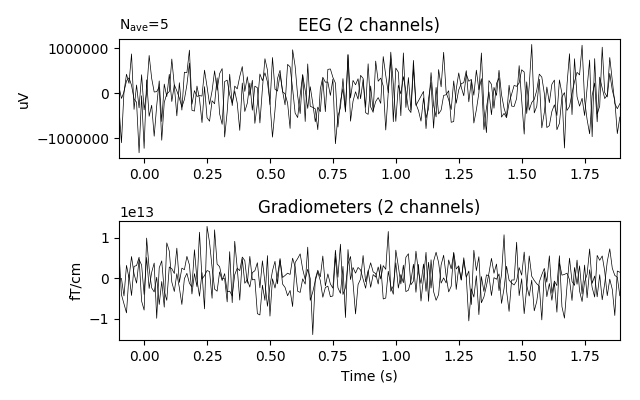 N_ave=5
EEG (2 channels)
1000000
0
−1000000
uV
0.00 0.25 0.50 0.75 1.00 1.25 1.50 1.75
1e13
Gradiometers (2 channels)
1
0
−1
fT/cm
0.00 0.25 0.50 0.75 1.00 1.25 1.50 1.75
Time (s)